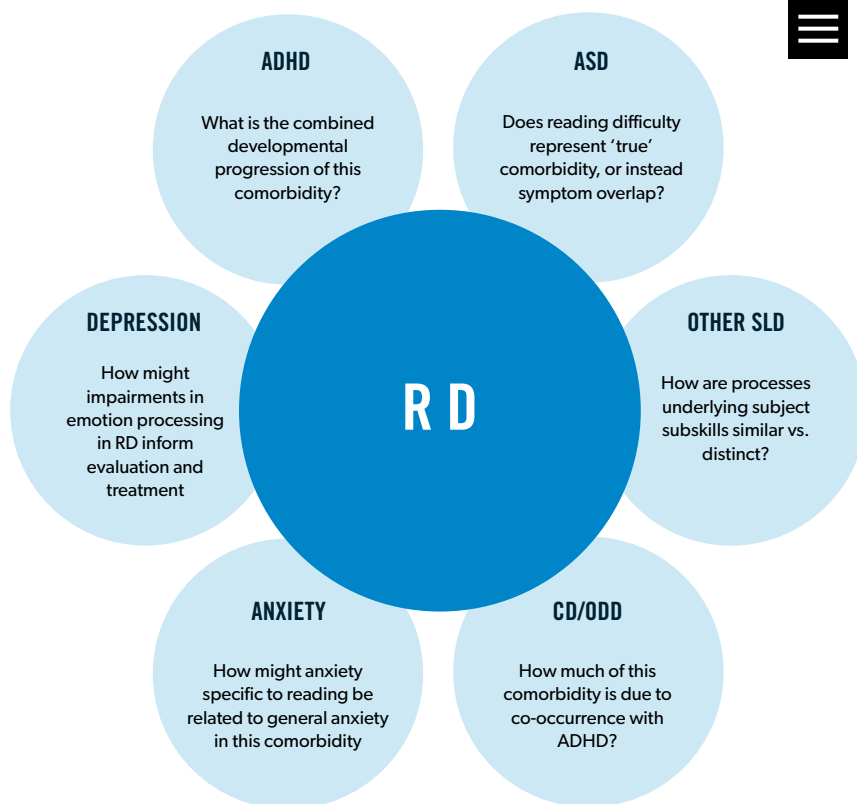 ADHD
What is the combined
developmental
progression of this
comorbidity?
ASD
Does reading difficulty
represent ‘true’
comorbidity, or instead
symptom overlap?
DEPRESSION
How might
impairments in
emotion processing
in RD inform
evaluation and
treatment
R D
OTHER SLD
How are processes
underlying subject
subskills similar vs.
distinct?
ANXIETY
How might anxiety
specific to reading be
related to general anxiety
in this comorbidity
CD/ODD
How much of this
comorbidity is due to
co-occurrence with
ADHD?